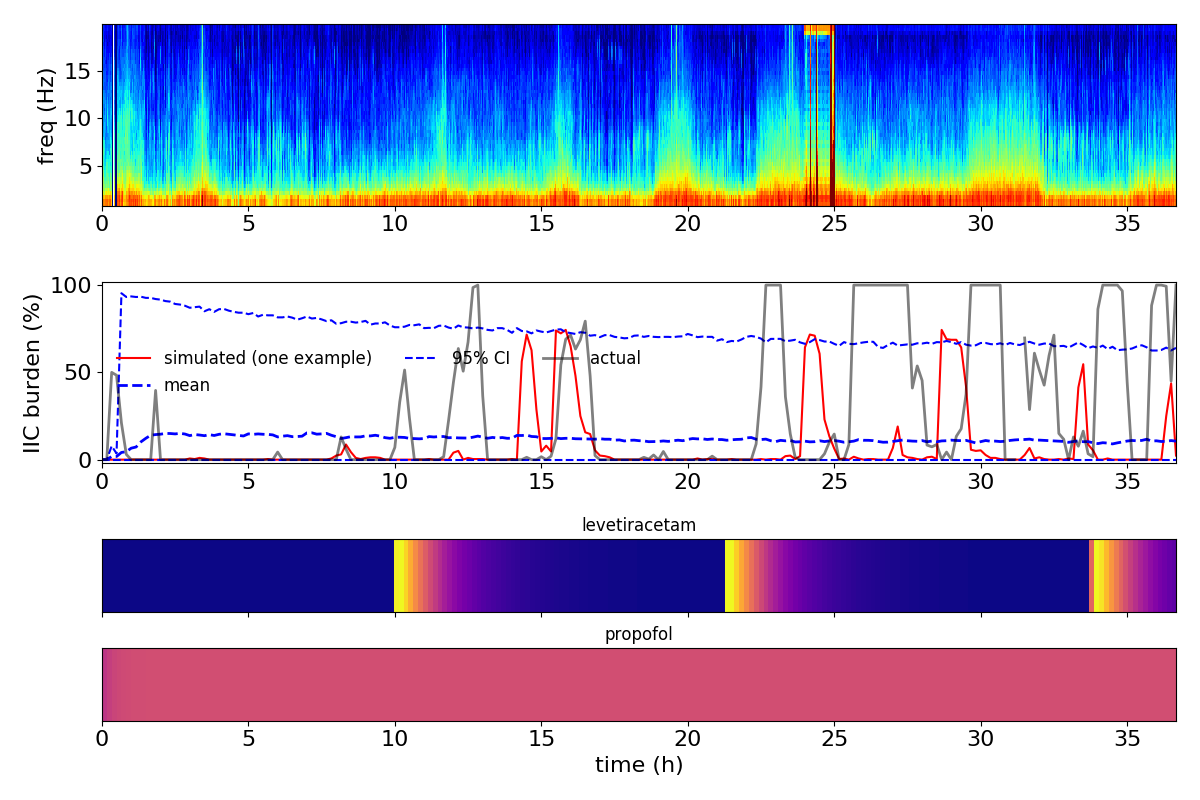 freq (Hz)
15
10
5
0 5 10 15 20 25 30 35
IIC burden (%)
100
50
0
simulated (one example) 95% CI actual
mean
0 5 10 15 20 25 30 35
levetiracetam
propofol
0 5 10 15 20 25 30 35
time (h)